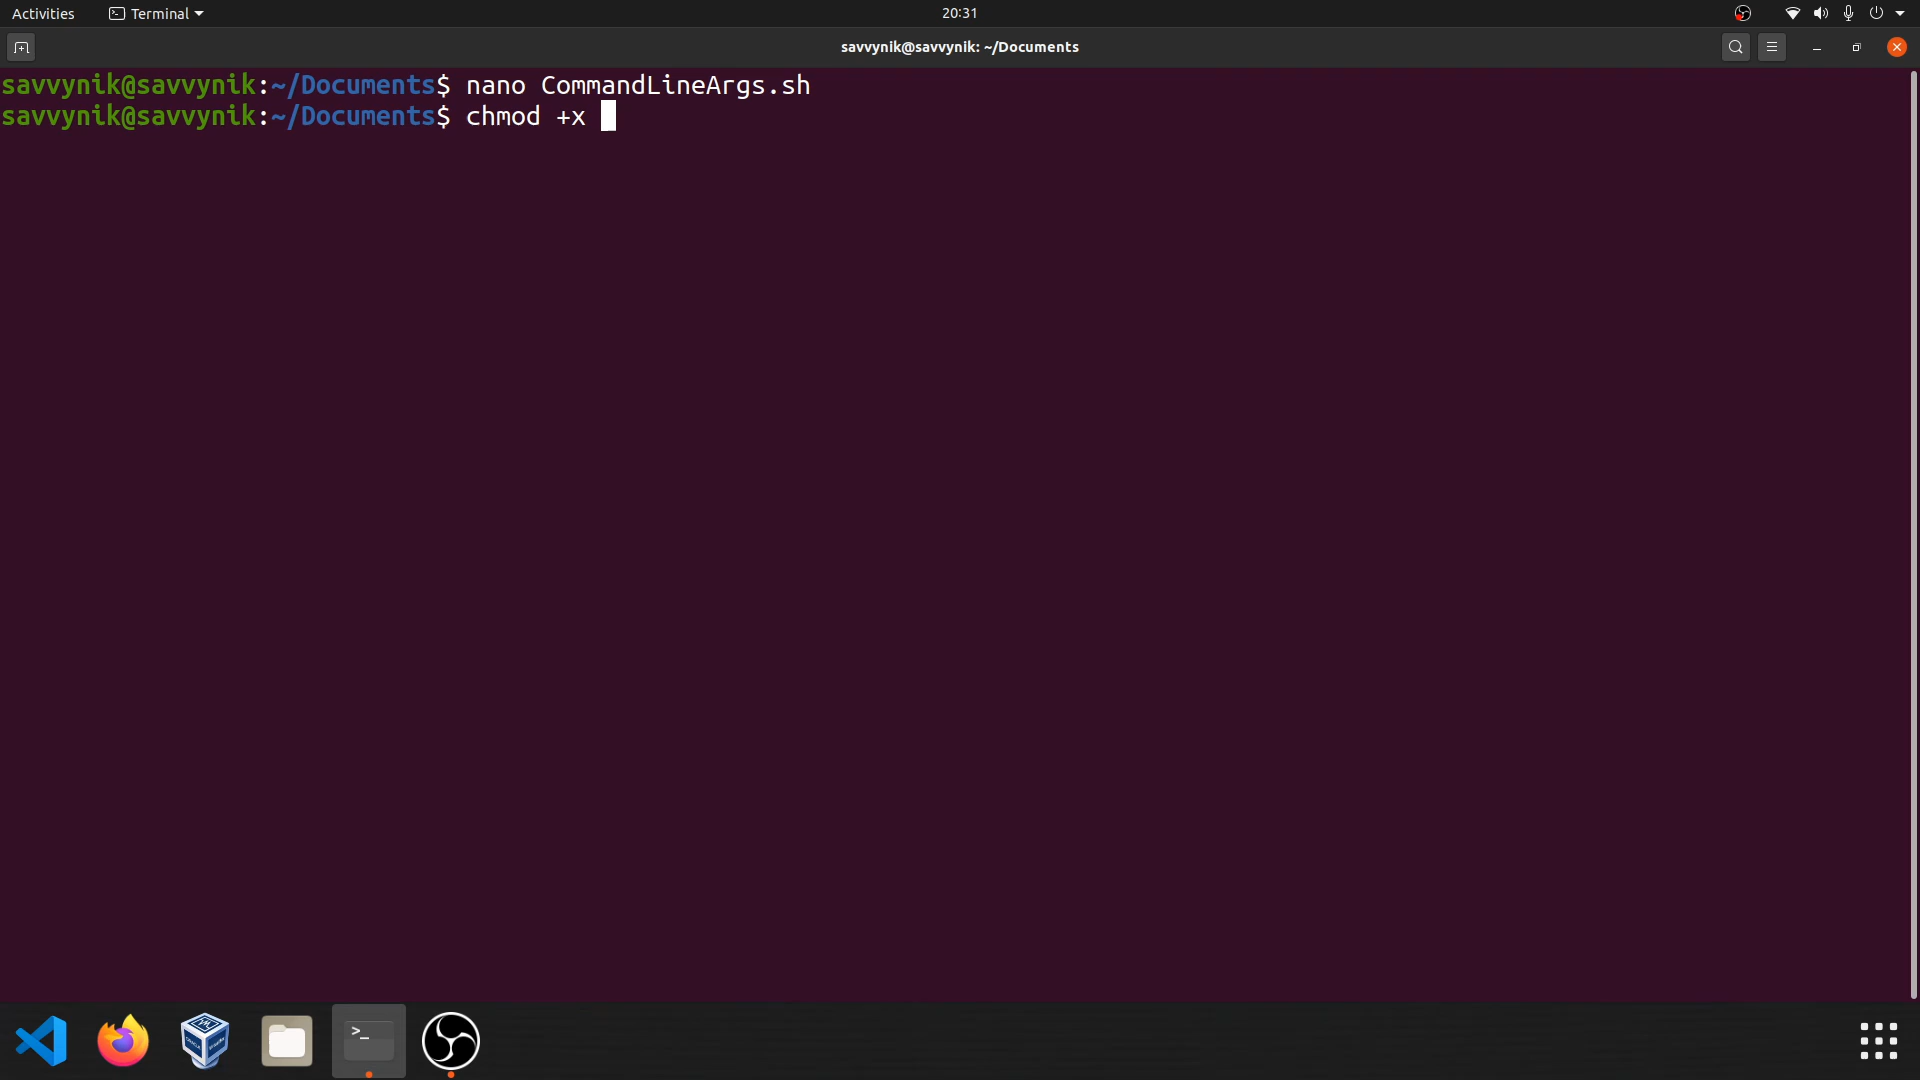 Activities
Terminal
20:31
savvynik@savvynik: ~/Documents
savvynik@savvynik:~/Documents$ nano CommandLineArgs.sh
savvynik@savvynik:~/Documents$ chmod +x
>_